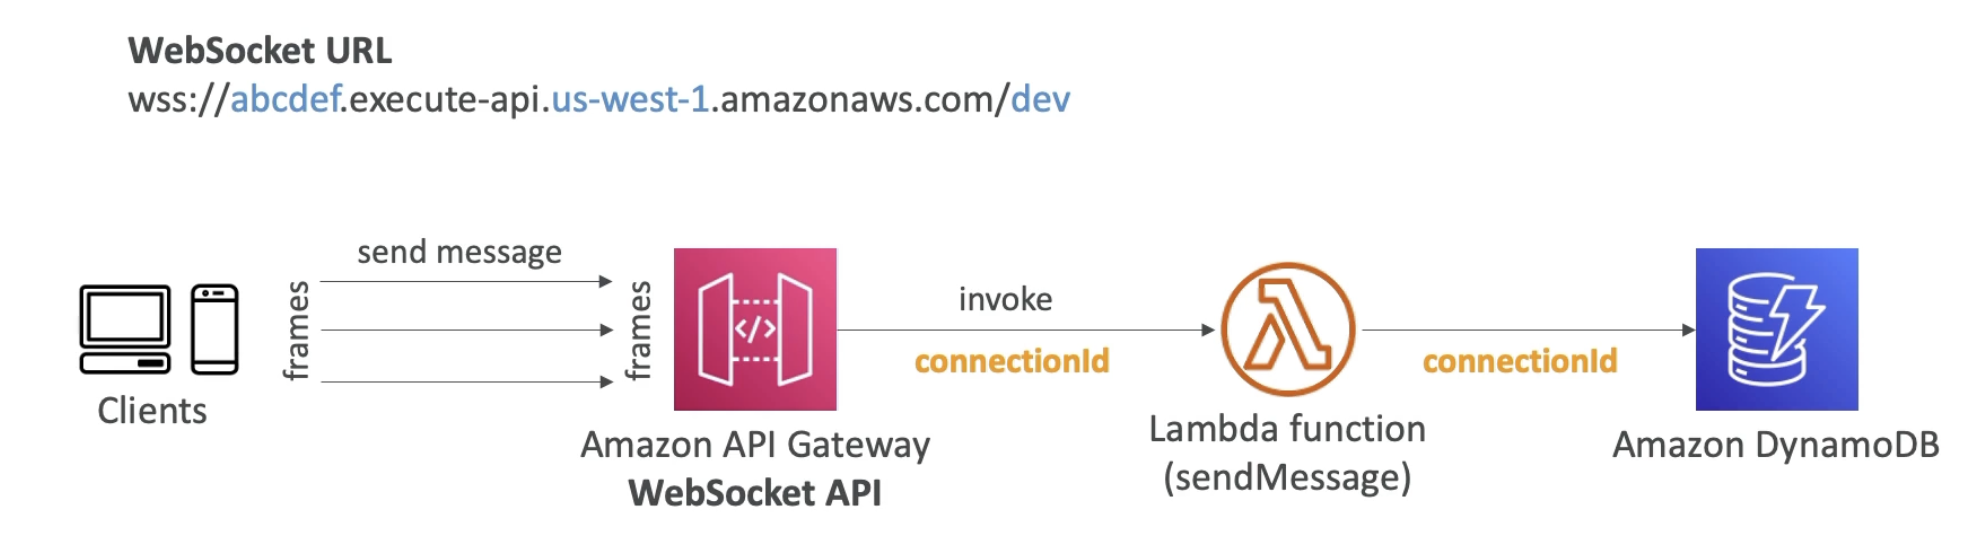 WebSocket URL
wss://abcdef.execute-api.us-west-1.amazonaws.com/dev
send message
frames
frames
Clients
</>
Amazon API Gateway
WebSocket API
invoke
connectionId
Lambda function
(sendMessage)
connectionId
Amazon DynamoDB